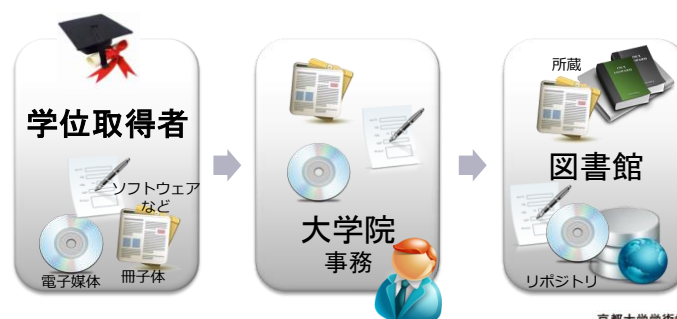 学位取得者
ソフトウェア
など
電子媒体
冊子体
大学院
事務
所蔵
図書館
リポジトリ